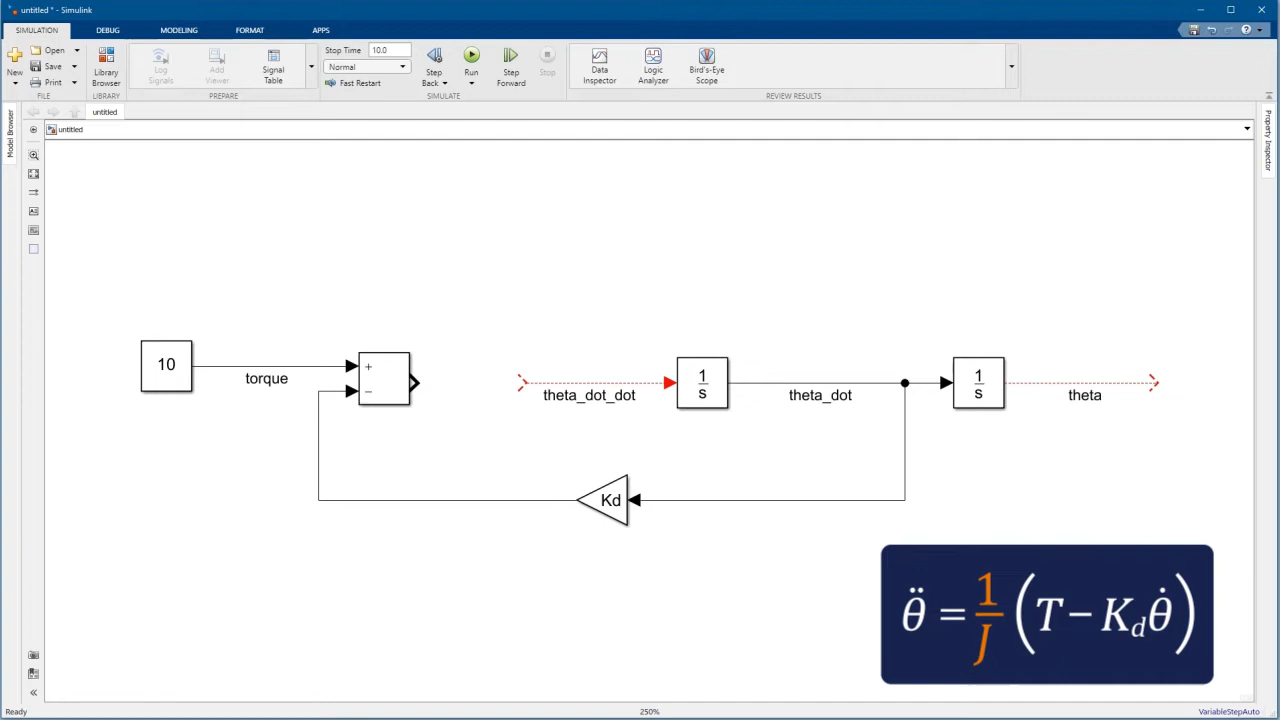 untitled * - Simulink
SIMULATION DEBUG MODELING FORMAT APPS
New Open Save Print FILE
Library Browser LIBRARY
Log Signals Add Viewer Signal Table PREPARE
Stop Time 10.0
Normal
Fast Restart
Step Back Run Step Forward Stop
SIMULATE
Data Inspector Logic Analyzer Bird's-Eye Scope
REVIEW RESULTS
Model Browser
untitled
untitled
Property Inspector
10
torque
+
−
theta_dot_dot
1
s
theta_dot
1
s
theta
Kd
θ̈ = 1/J (T − K_d θ̇)
Ready 250% VariableStepAuto